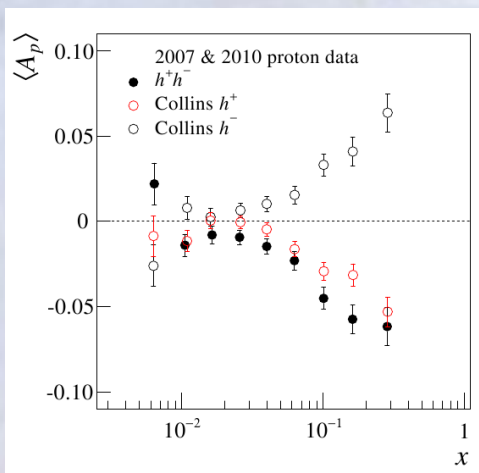 ⟨A_p⟩
0.10
2007 & 2010 proton data
h⁺h⁻
Collins h⁺
0.05
Collins h⁻
0
-0.05
-0.10
10⁻²
10⁻¹
1
x